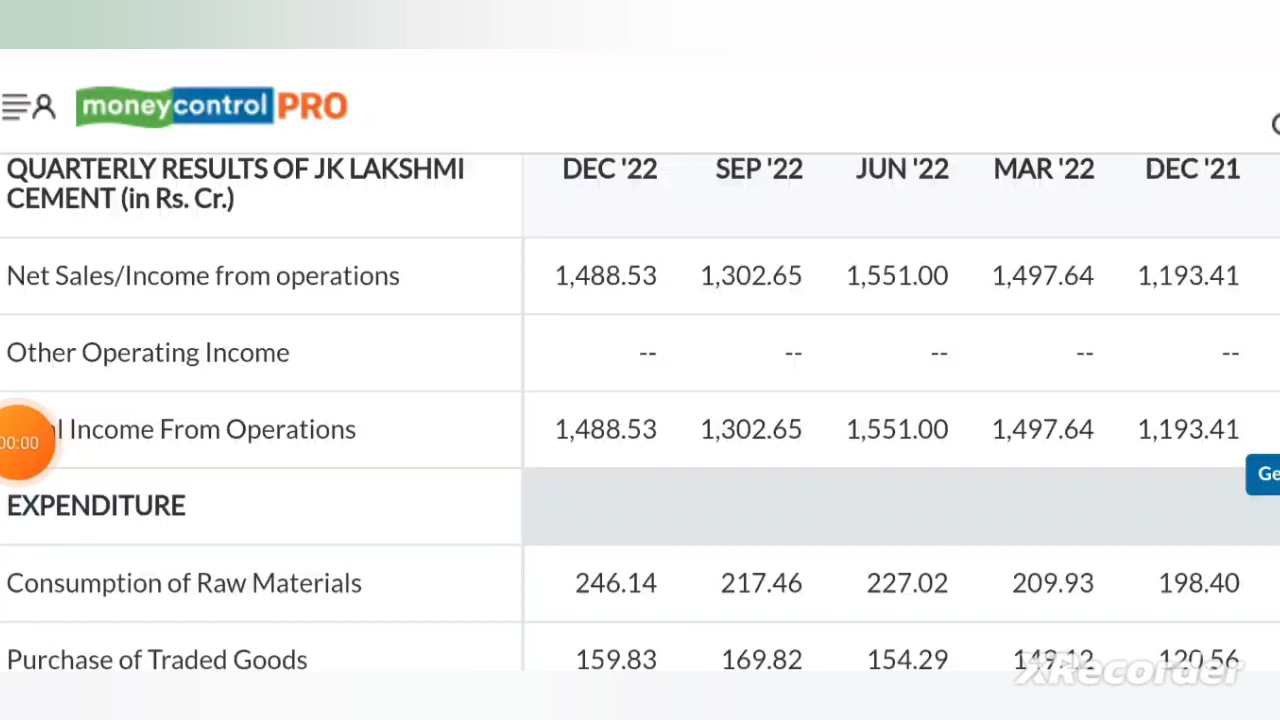 moneycontrol PRO
QUARTERLY RESULTS OF JK LAKSHMI CEMENT (in Rs. Cr.) DEC '22 SEP '22 JUN '22 MAR '22 DEC '21
Net Sales/Income from operations 1,488.53 1,302.65 1,551.00 1,497.64 1,193.41
Other Operating Income -- -- -- -- --
Income From Operations 1,488.53 1,302.65 1,551.00 1,497.64 1,193.41
00:00
Ge
EXPENDITURE
Consumption of Raw Materials 246.14 217.46 227.02 209.93 198.40
Purchase of Traded Goods 159.83 169.82 154.29 149.12 120.56
XRecorder